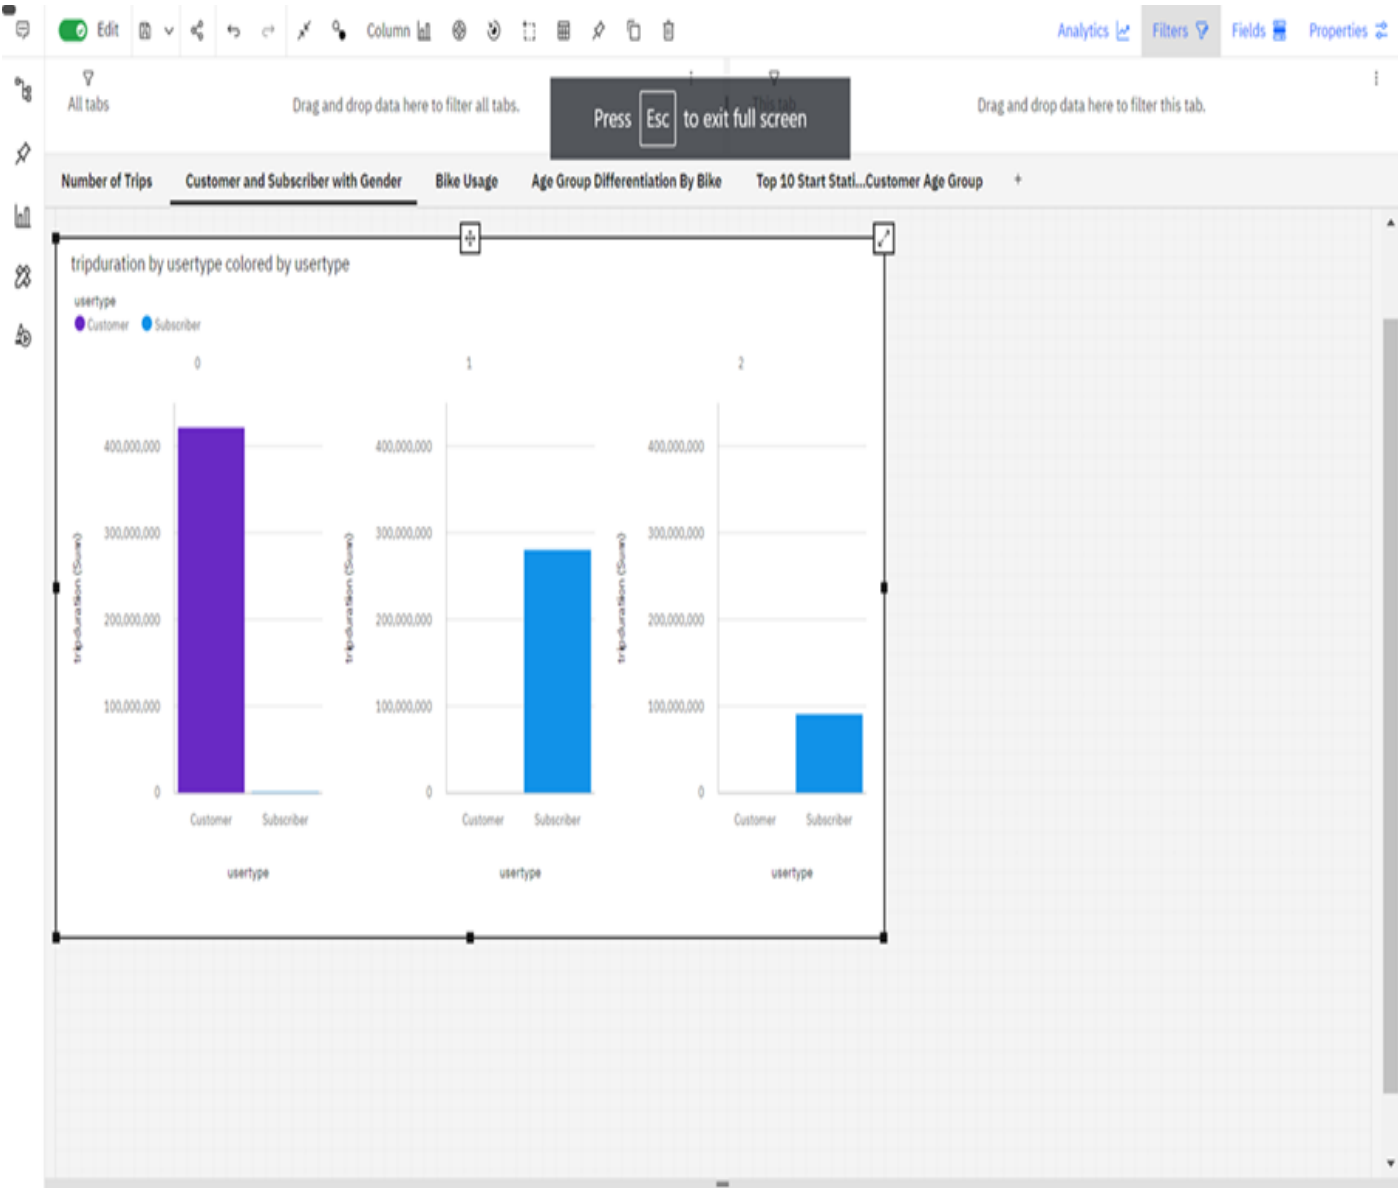 Edit Column Analytics Filters Fields Properties
All tabs Drag and drop data here to filter all tabs. This tab Drag and drop data here to filter this tab.
Press Esc to exit full screen
Number of Trips Customer and Subscriber with Gender Bike Usage Age Group Differentiation By Bike Top 10 Start Stati...Customer Age Group +
tripduration by usertype colored by usertype
usertype
Customer Subscriber
0 1 2
400,000,000 400,000,000 400,000,000
300,000,000 300,000,000 300,000,000
200,000,000 200,000,000 200,000,000
100,000,000 100,000,000 100,000,000
0 0 0
tripduration (Sum) tripduration (Sum) tripduration (Sum)
Customer Subscriber Customer Subscriber Customer Subscriber
usertype usertype usertype